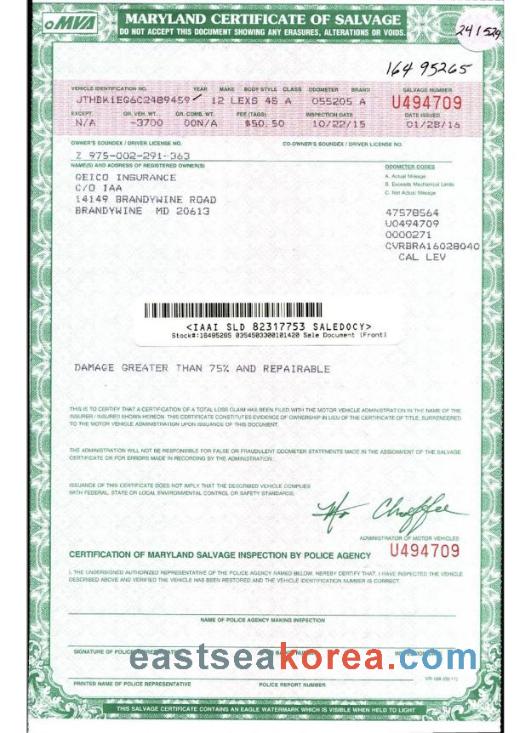 MVA
MARYLAND CERTIFICATE OF SALVAGE
DO NOT ACCEPT THIS DOCUMENT SHOWING ANY ERASURES, ALTERATIONS OR VOIDS.
241524
164 95265
VEHICLE IDENTIFICATION NO. YEAR MAKE BODY STYLE CLASS ODOMETER BRAND SALVAGE NUMBER
JTHBK1EG6C2489459 12 LEXS 4S A 055205 A U494709
EXCEPT GR. VEH. WT. GR. COMB. WT. FEE (TAGS) INSPECTION DATE DATE ISSUED
N/A -3700 00N/A $50.50 10/22/15 01/28/16
OWNER'S SOUNDEX / DRIVER LICENSE NO. CO-OWNER'S SOUNDEX / DRIVER LICENSE NO.
Z 975-002-291-363
NAME(S) AND ADDRESS OF REGISTERED OWNER(S) ODOMETER CODES
A. Actual Mileage
B. Exceeds Mechanical Limits
C. Not Actual Mileage
GEICO INSURANCE
C/O IAA
14149 BRANDYWINE ROAD
BRANDYWINE MD 20613
47578564
U0494709
0000271
CVRBRA16028040
CAL LEV
<IAAI SLD 82317753 SALEDOCY>
Stock#:16495265 0354503300101420 Sale Document (Front)
DAMAGE GREATER THAN 75% AND REPAIRABLE
THIS IS TO CERTIFY THAT A CERTIFICATION OF A TOTAL LOSS CLAIM HAS BEEN FILED WITH THE MOTOR VEHICLE ADMINISTRATION IN THE NAME OF THE
INSURER / INSURED SHOWN HEREON. THIS CERTIFICATE CONSTITUTES EVIDENCE OF OWNERSHIP IN LIEU OF THE CERTIFICATE OF TITLE, SURRENDERED
TO THE MOTOR VEHICLE ADMINISTRATION UPON ISSUANCE OF THIS DOCUMENT.
THE ADMINISTRATION WILL NOT BE RESPONSIBLE FOR FALSE OR FRAUDULENT ODOMETER STATEMENTS MADE IN THE ASSIGNMENT OF THE SALVAGE
CERTIFICATE OR FOR ERRORS MADE IN RECORDING BY THE ADMINISTRATION.
ISSUANCE OF THIS CERTIFICATE DOES NOT IMPLY THAT THE DESCRIBED VEHICLE COMPLIES
WITH FEDERAL, STATE OR LOCAL ENVIRONMENTAL CONTROL OR SAFETY STANDARDS.
ADMINISTRATOR OF MOTOR VEHICLES
CERTIFICATION OF MARYLAND SALVAGE INSPECTION BY POLICE AGENCY U494709
I, THE UNDERSIGNED AUTHORIZED REPRESENTATIVE OF THE POLICE AGENCY NAMED BELOW, HEREBY CERTIFY THAT, I HAVE INSPECTED THE VEHICLE
DESCRIBED ABOVE AND VERIFIED THE VEHICLE HAS BEEN RESTORED AND THE VEHICLE IDENTIFICATION NUMBER IS CORRECT.
NAME OF POLICE AGENCY MAKING INSPECTION
SIGNATURE OF POLICE
eastseakorea.com
PRINTED NAME OF POLICE REPRESENTATIVE POLICE REPORT NUMBER
THIS SALVAGE CERTIFICATE CONTAINS AN EAGLE WATERMARK WHICH IS VISIBLE WHEN HELD TO LIGHT